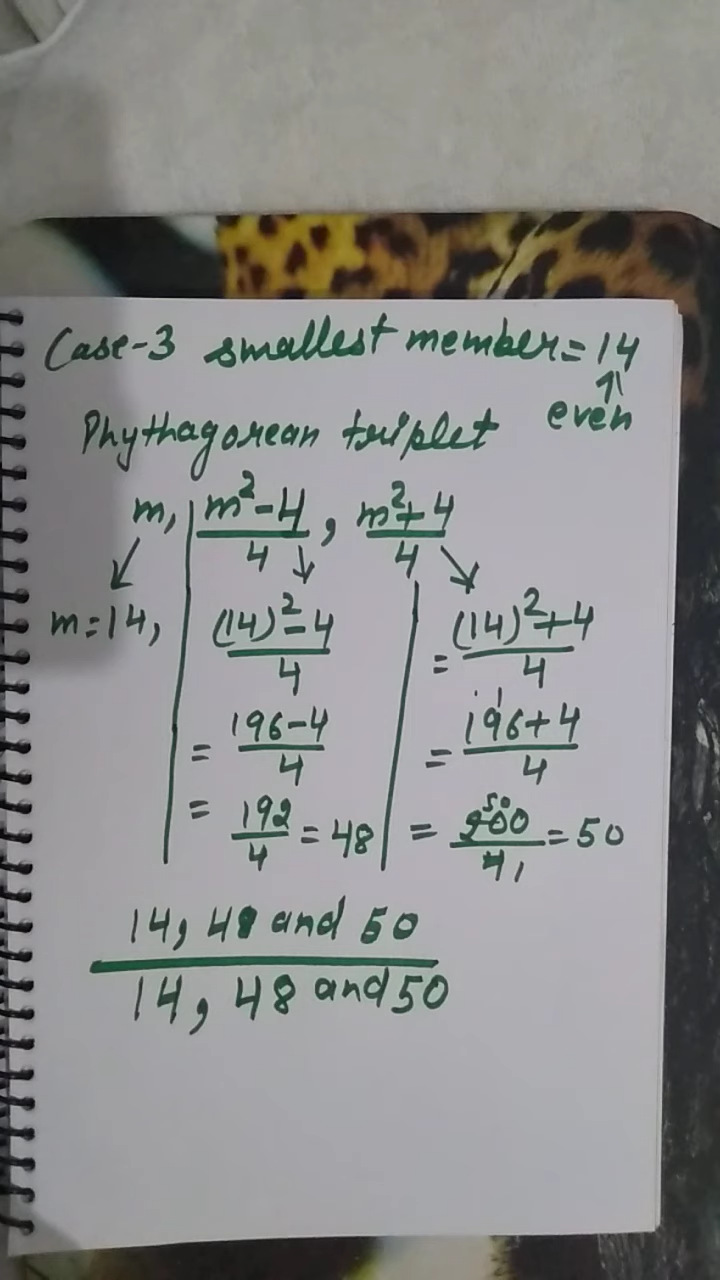 Case-3 smallest member = 14
↑
even
Phythagorean triplet
m, | m²-4/4, m²+4/4
m=14, | (14)²-4/4 | = (14)²+4/4
= 196-4/4 | = 196+4/4
= 192/4 = 48 | = 200/4 = 50
14, 48 and 50
14, 48 and 50